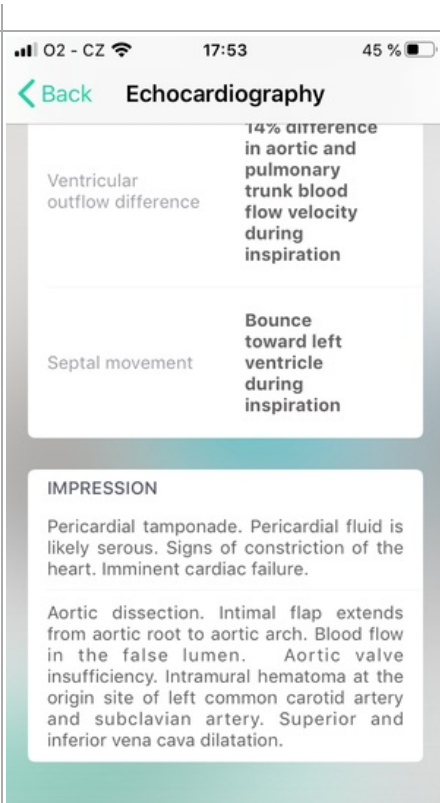 O2 - CZ 17:53 45 %
Back Echocardiography
14% difference
in aortic and
pulmonary
trunk blood
flow velocity
during
inspiration
Ventricular
outflow difference
Bounce
toward left
ventricle
during
inspiration
Septal movement
IMPRESSION
Pericardial tamponade. Pericardial fluid is
likely serous. Signs of constriction of the
heart. Imminent cardiac failure.
Aortic dissection. Intimal flap extends
from aortic root to aortic arch. Blood flow
in the false lumen. Aortic valve
insufficiency. Intramural hematoma at the
origin site of left common carotid artery
and subclavian artery. Superior and
inferior vena cava dilatation.